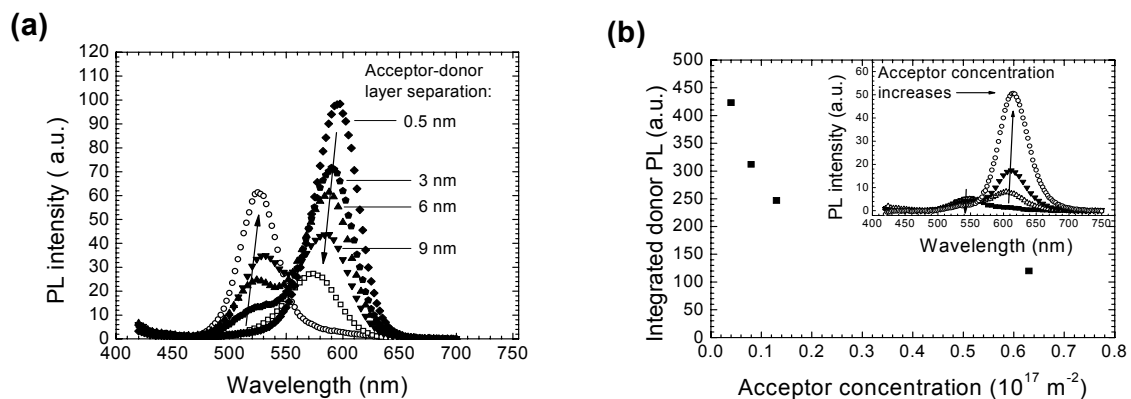 (a)
120
110
100
90
80
70
60
50
40
30
20
10
0
PL intensity ( a.u.)
400 450 500 550 600 650 700 750
Wavelength (nm)
Acceptor-donor
layer separation:
0.5 nm
3 nm
6 nm
9 nm
(b)
500
450
400
350
300
250
200
150
100
50
0
Integrated donor PL (a.u.)
0.0 0.1 0.2 0.3 0.4 0.5 0.6 0.7 0.8
Acceptor concentration (10¹⁷ m⁻²)
Acceptor concentration
increases
60
50
40
30
20
10
0
PL intensity (a.u.)
400 450 500 550 600 650 700 750
Wavelength (nm)